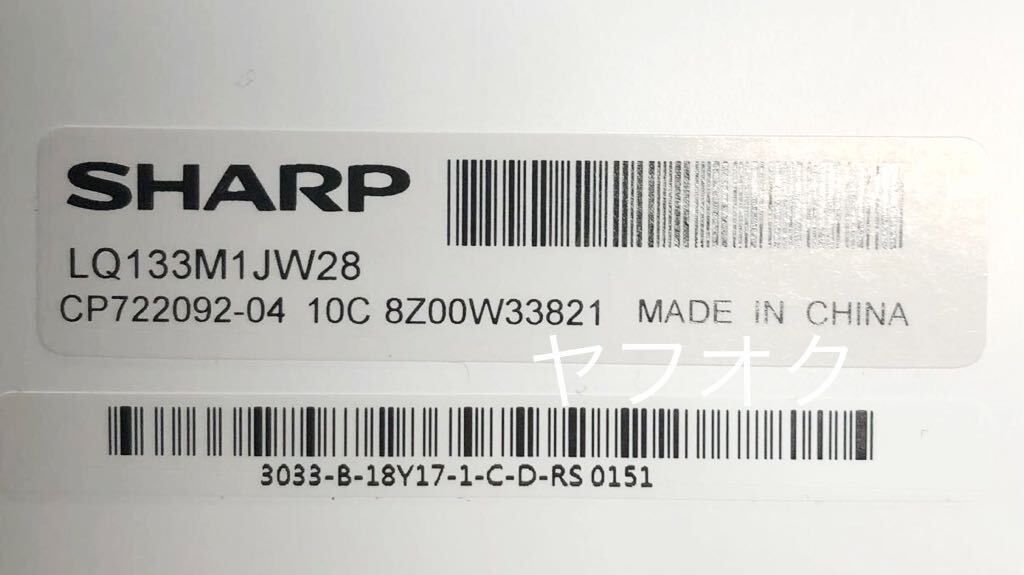 SHARP
LQ133M1JW28
CP722092-04 10C 8Z00W33821 MADE IN CHINA
ヤフオク
3033-B-18Y17-1-C-D-RS 0151